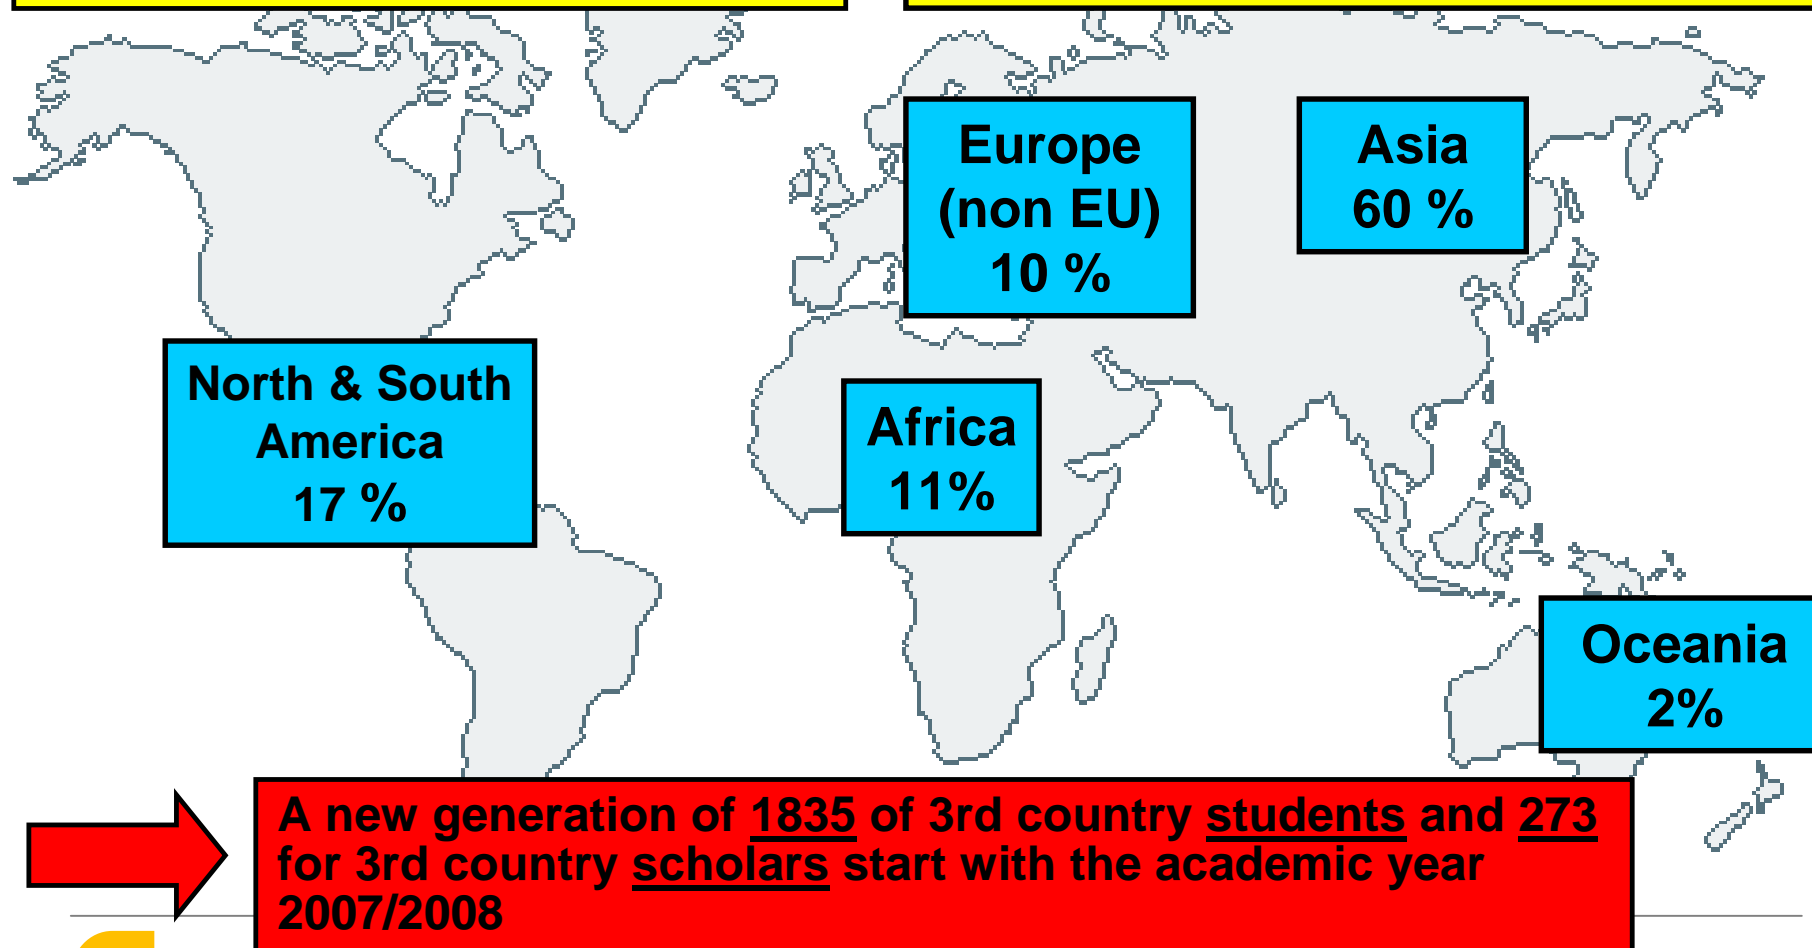 Europe
(non EU)
10 %
Asia
60 %
North & South
America
17 %
Africa
11%
Oceania
2%
A new generation of 1835 of 3rd country students and 273
for 3rd country scholars start with the academic year
2007/2008